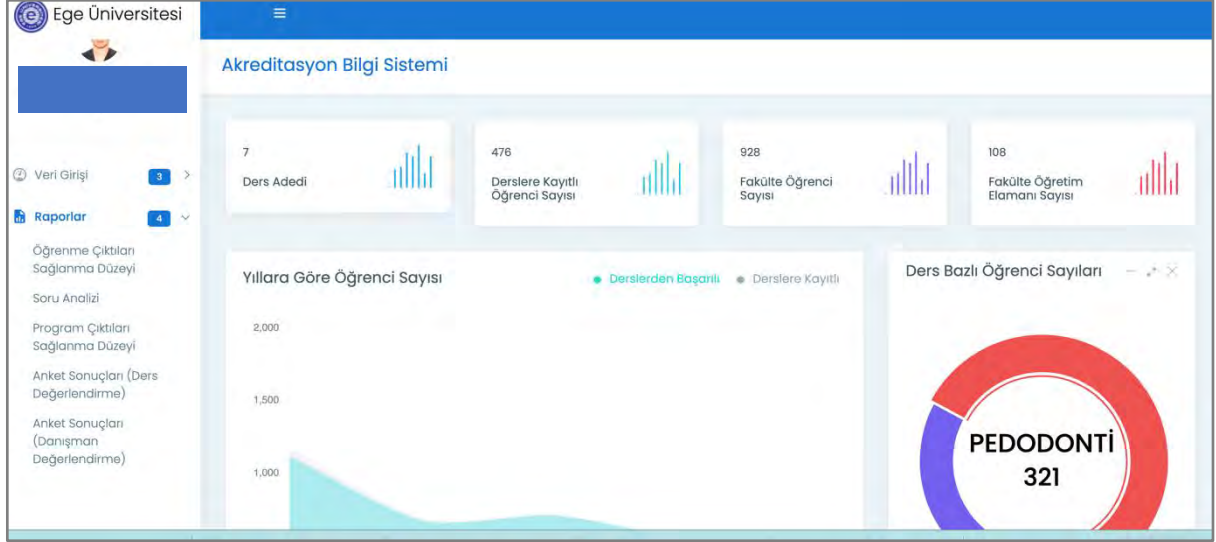 Ege Üniversitesi
Akreditasyon Bilgi Sistemi
Veri Girişi 3
Raporlar 4
Öğrenme Çıktıları
Sağlanma Düzeyi
Soru Analizi
Program Çıktıları
Sağlanma Düzeyi
Anket Sonuçları (Ders
Değerlendirme)
Anket Sonuçları
(Danışman
Değerlendirme)
7
Ders Adedi
476
Derslere Kayıtlı
Öğrenci Sayısı
928
Fakülte Öğrenci
Sayısı
108
Fakülte Öğretim
Elamanı Sayısı
Yıllara Göre Öğrenci Sayısı
Derslerden Başarılı
Derslere Kayıtlı
2,000
1,500
1,000
Ders Bazlı Öğrenci Sayıları
PEDODONTİ
321